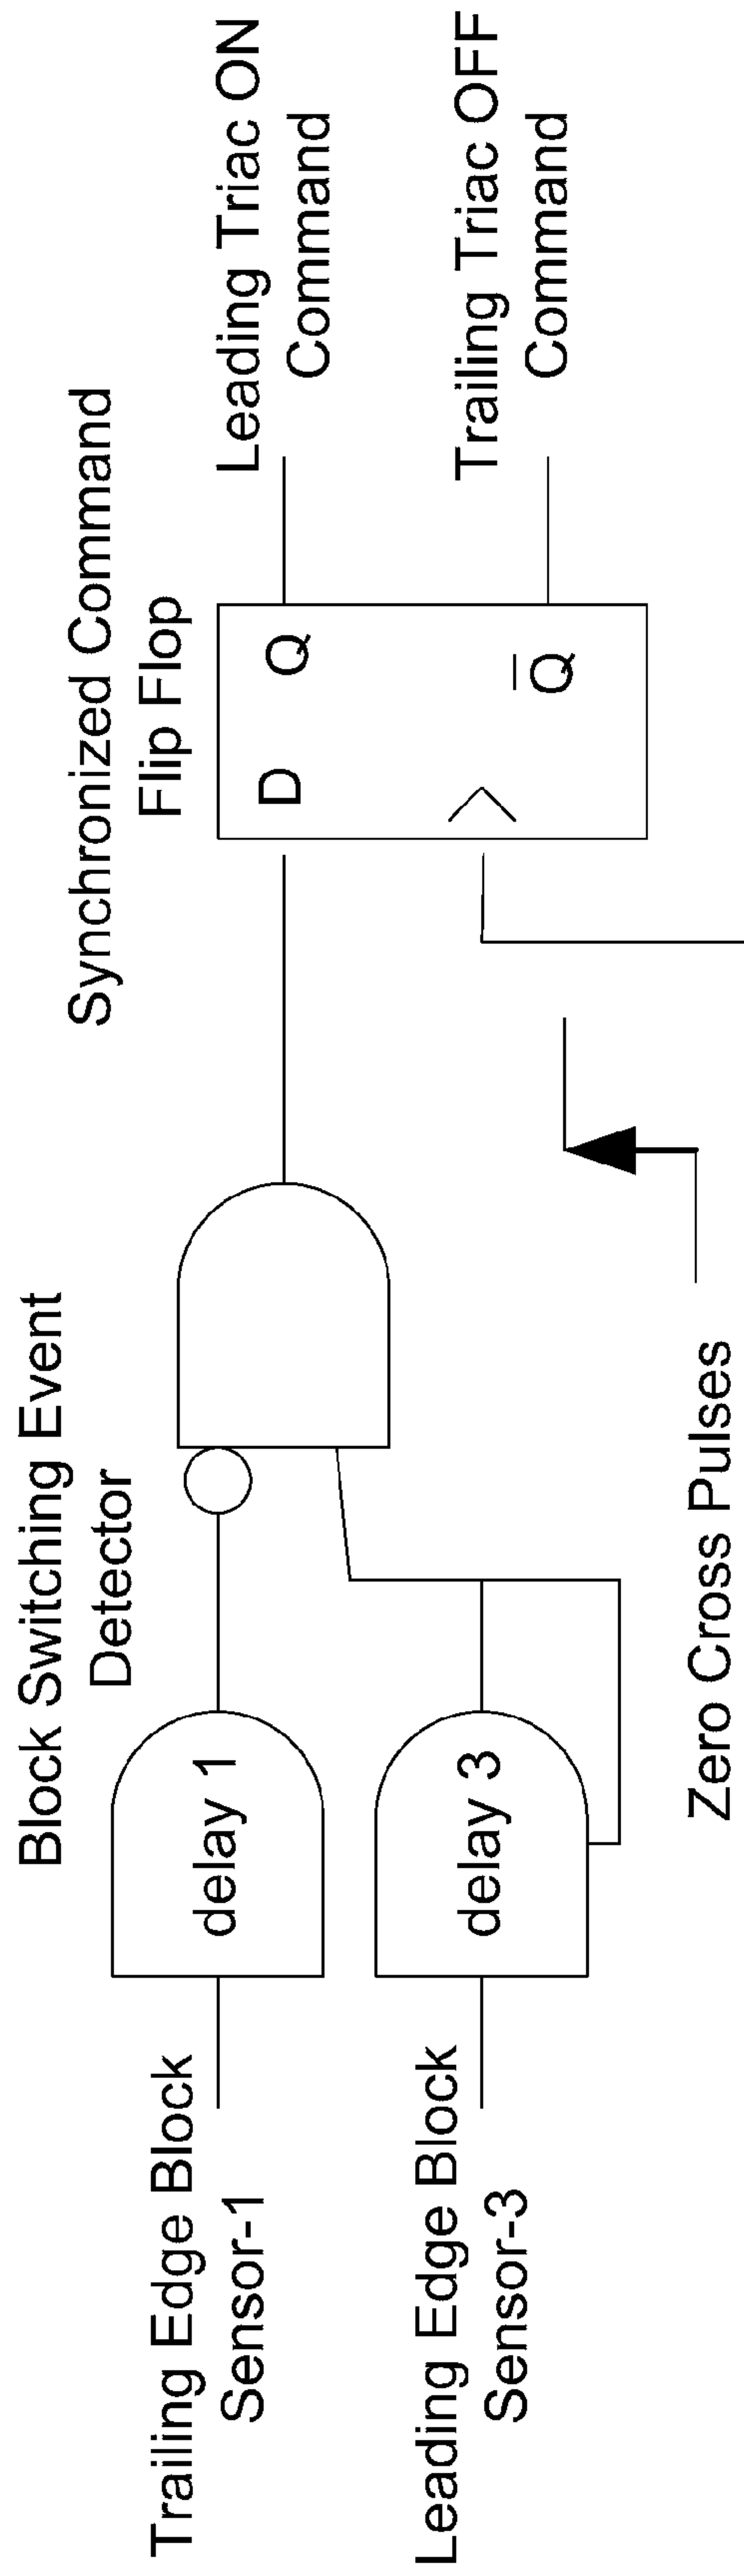 Block Switching Event
Detector
Synchronized Command
Flip Flop
Trailing Edge Block
Sensor-1
delay 1
D
Q
Leading Triac ON
Command
Leading Edge Block
Sensor-3
delay 3
Q
Trailing Triac OFF
Command
Zero Cross Pulses